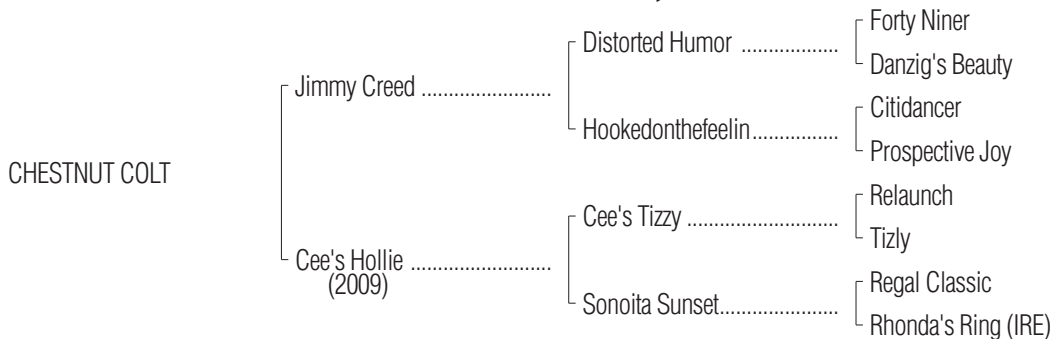 Forty Niner
Distorted Humor ..................
Danzig's Beauty
Jimmy Creed ........................
Citidancer
Hookedonthefeelin................
Prospective Joy
CHESTNUT COLT
Relaunch
Cee's Tizzy ............................
Tizly
Cee's Hollie ..........................
(2009)
Regal Classic
Sonoita Sunset......................
Rhonda's Ring (IRE)